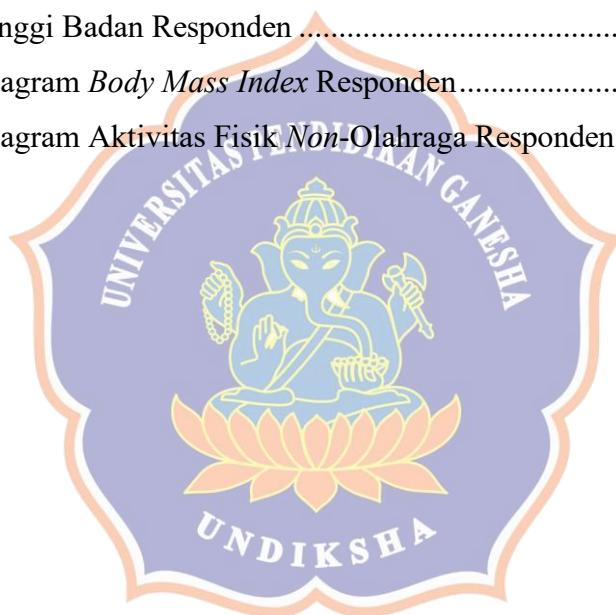 nggi Badan Responden ....................................
agram Body Mass Index Responden......................
agram Aktivitas Fisik Non-Olahraga Responden
UNIVERSITAS PENDIDIKAN GANESHA
UNDIKSHA